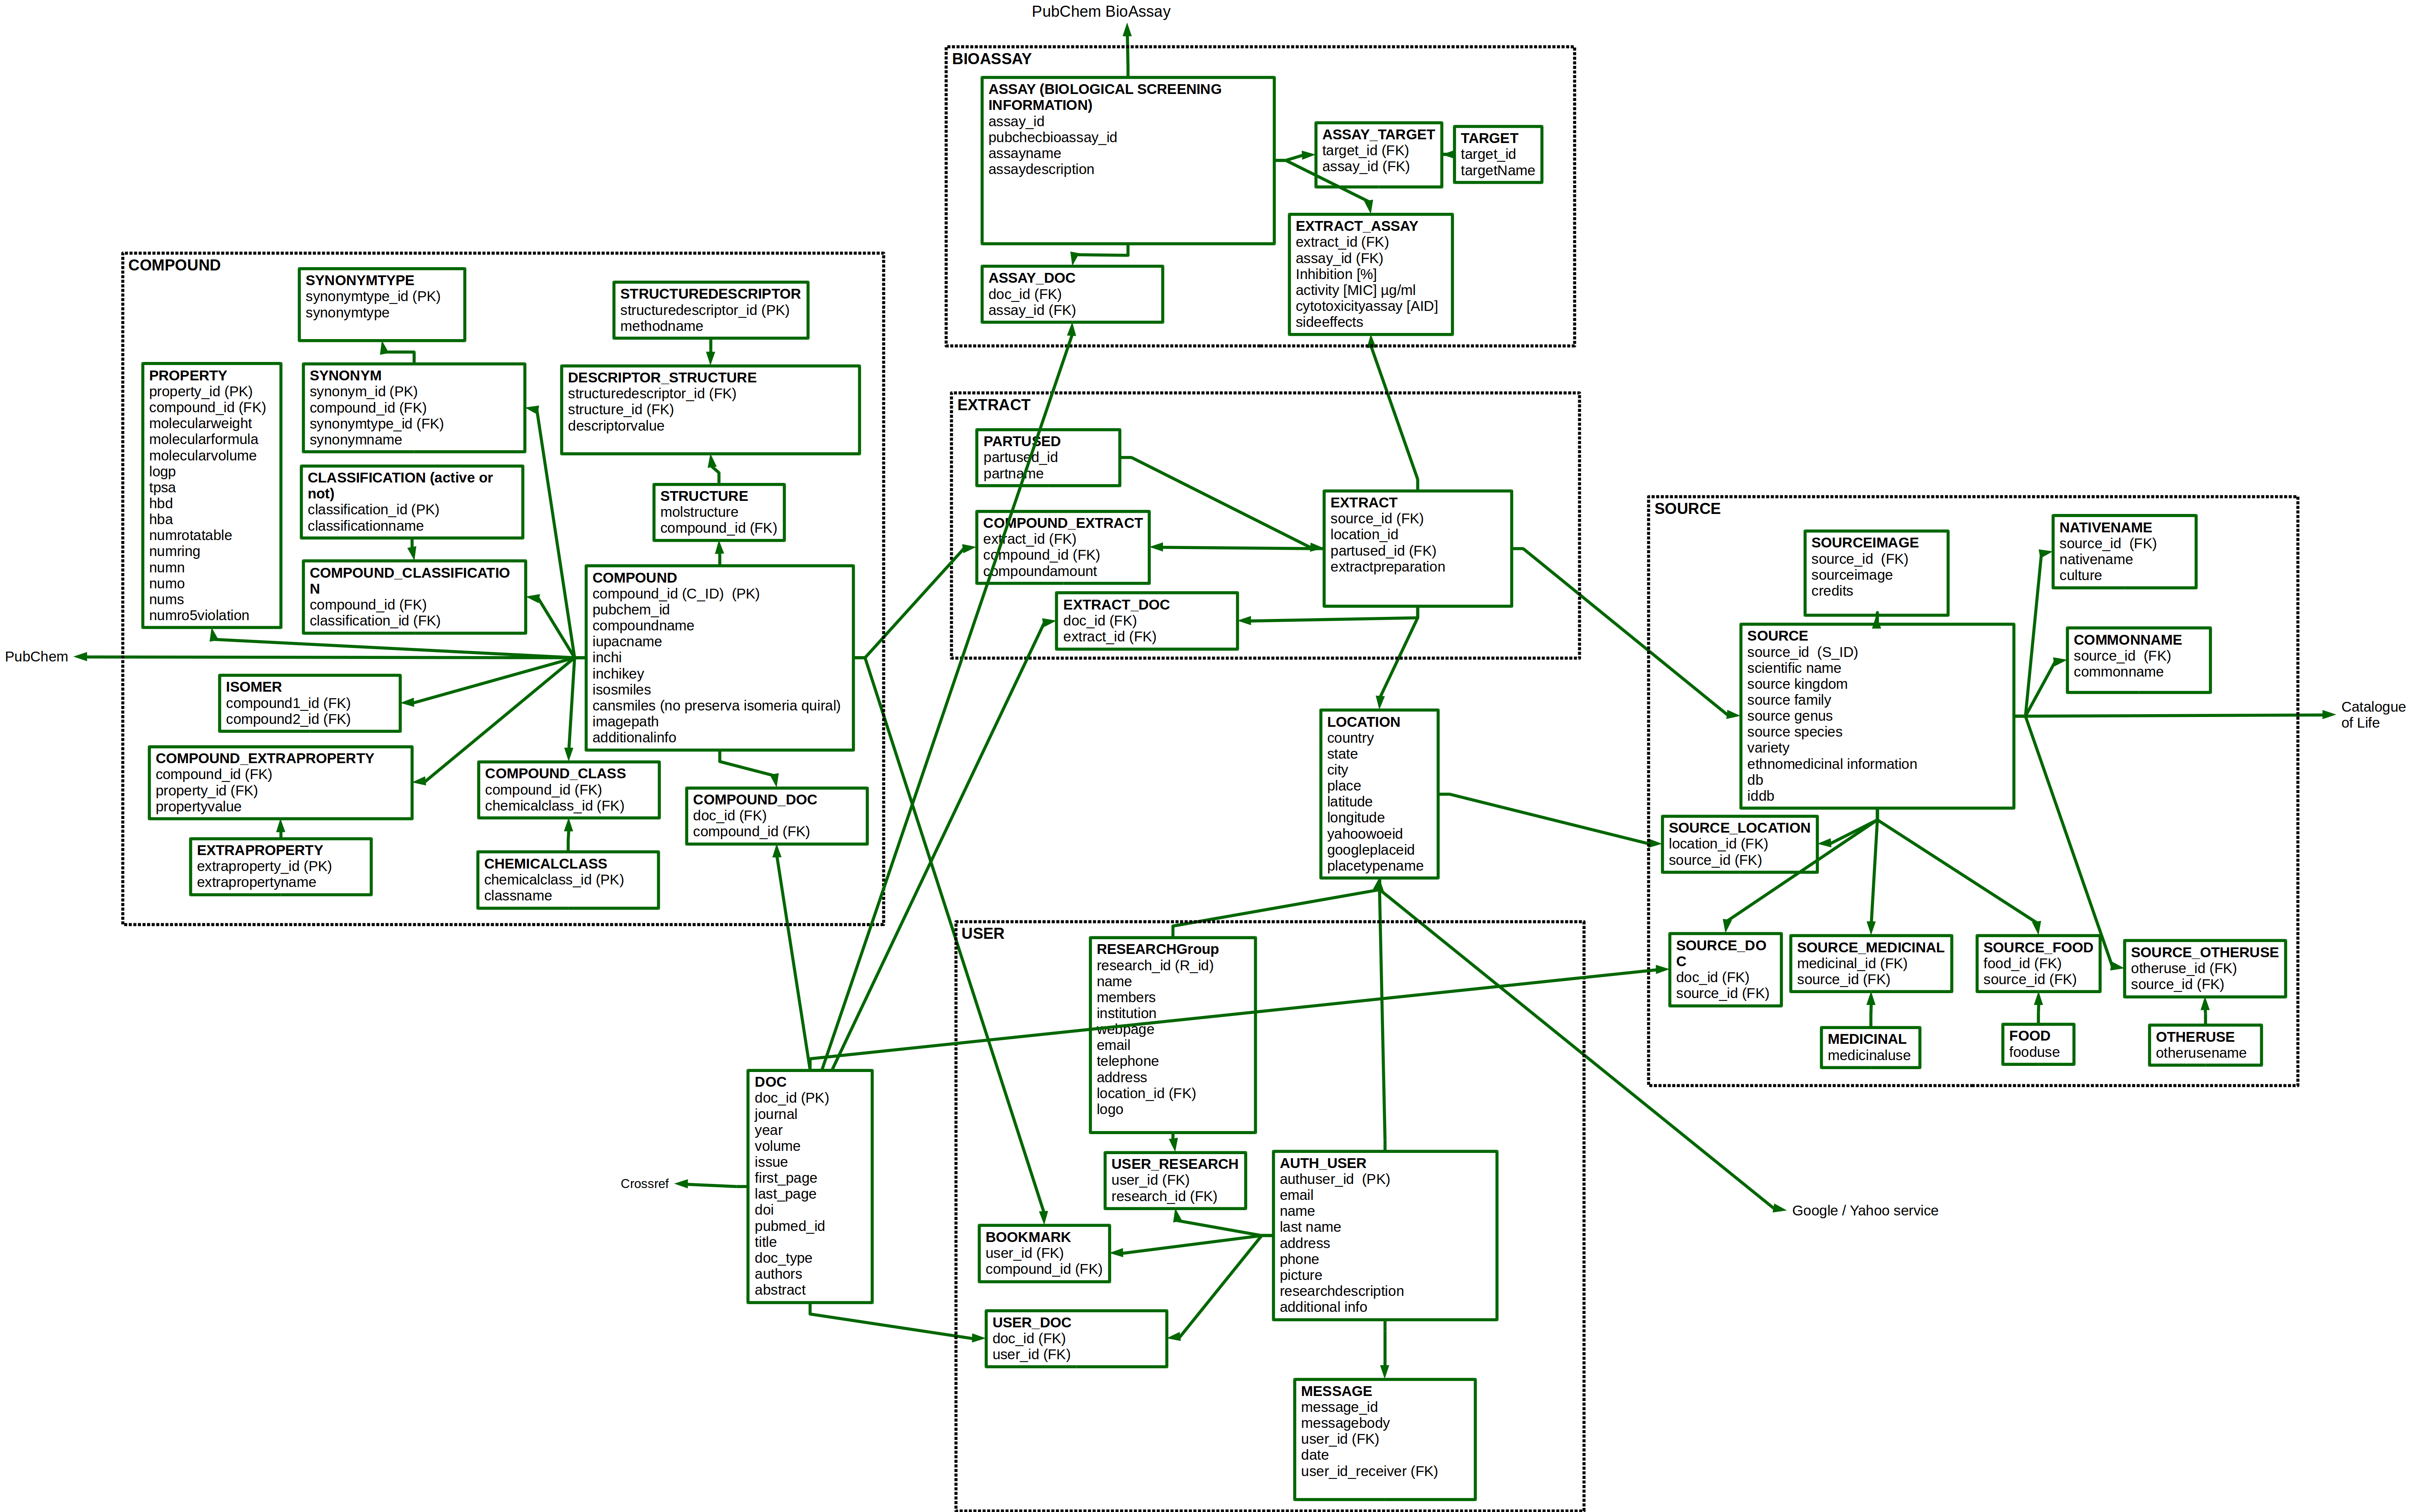 PubChem BioAssay
BIOASSAY
ASSAY (BIOLOGICAL SCREENING
INFORMATION)
assay_id
pubchecbioassay_id
assayname
assaydescription
ASSAY_TARGET
target_id (FK)
assay_id (FK)
TARGET
target_id
targetName
EXTRACT_ASSAY
extract_id (FK)
assay_id (FK)
Inhibition [%]
activity [MIC] µg/ml
cytotoxicityassay [AID]
sideeffects
ASSAY_DOC
doc_id (FK)
assay_id (FK)
COMPOUND
SYNONYMTYPE
synonymtype_id (PK)
synonymtype
STRUCTUREDESCRIPTOR
structuredescriptor_id (PK)
methodname
PROPERTY
property_id (PK)
compound_id (FK)
molecularweight
molecularformula
molecularvolume
logp
tpsa
hbd
hba
numrotatable
numring
numn
numo
nums
numro5violation
SYNONYM
synonym_id (PK)
compound_id (FK)
synonymtype_id (FK)
synonymname
DESCRIPTOR_STRUCTURE
structuredescriptor_id (FK)
structure_id (FK)
descriptorvalue
CLASSIFICATION (active or
not)
classification_id (PK)
classificationname
STRUCTURE
molstructure
compound_id (FK)
COMPOUND_CLASSIFICATIO
N
compound_id (FK)
classification_id (FK)
COMPOUND
compound_id (C_ID)  (PK)
pubchem_id
compoundname
iupacname
inchi
inchikey
isosmiles
cansmiles (no preserva isomeria quiral)
imagepath
additionalinfo
PubChem
ISOMER
compound1_id (FK)
compound2_id (FK)
COMPOUND_EXTRAPROPERTY
compound_id (FK)
property_id (FK)
propertyvalue
COMPOUND_CLASS
compound_id (FK)
chemicalclass_id (FK)
COMPOUND_DOC
doc_id (FK)
compound_id (FK)
EXTRAPROPERTY
extraproperty_id (PK)
extrapropertyname
CHEMICALCLASS
chemicalclass_id (PK)
classname
EXTRACT
PARTUSED
partused_id
partname
COMPOUND_EXTRACT
extract_id (FK)
compound_id (FK)
compoundamount
EXTRACT
source_id (FK)
location_id
partused_id (FK)
extractpreparation
EXTRACT_DOC
doc_id (FK)
extract_id (FK)
LOCATION
country
state
city
place
latitude
longitude
yahoowoeid
googleplaceid
placetypename
SOURCE
SOURCEIMAGE
source_id  (FK)
sourceimage
credits
NATIVENAME
source_id  (FK)
nativename
culture
SOURCE
source_id  (S_ID)
scientific name
source kingdom
source family
source genus
source species
variety
ethnomedicinal information
db
iddb
COMMONNAME
source_id  (FK)
commonname
Catalogue
of Life
SOURCE_LOCATION
location_id (FK)
source_id (FK)
SOURCE_DO
C
doc_id (FK)
source_id (FK)
SOURCE_MEDICINAL
medicinal_id (FK)
source_id (FK)
SOURCE_FOOD
food_id (FK)
source_id (FK)
SOURCE_OTHERUSE
otheruse_id (FK)
source_id (FK)
MEDICINAL
medicinaluse
FOOD
fooduse
OTHERUSE
otherusename
USER
RESEARCHGroup
research_id (R_id)
name
members
institution
webpage
email
telephone
address
location_id (FK)
logo
DOC
doc_id (PK)
journal
year
volume
issue
first_page
last_page
doi
pubmed_id
title
doc_type
authors
abstract
Crossref
USER_RESEARCH
user_id (FK)
research_id (FK)
AUTH_USER
authuser_id  (PK)
email
name
last name
address
phone
picture
researchdescription
additional info
Google / Yahoo service
BOOKMARK
user_id (FK)
compound_id (FK)
USER_DOC
doc_id (FK)
user_id (FK)
MESSAGE
message_id
messagebody
user_id (FK)
date
user_id_receiver (FK)